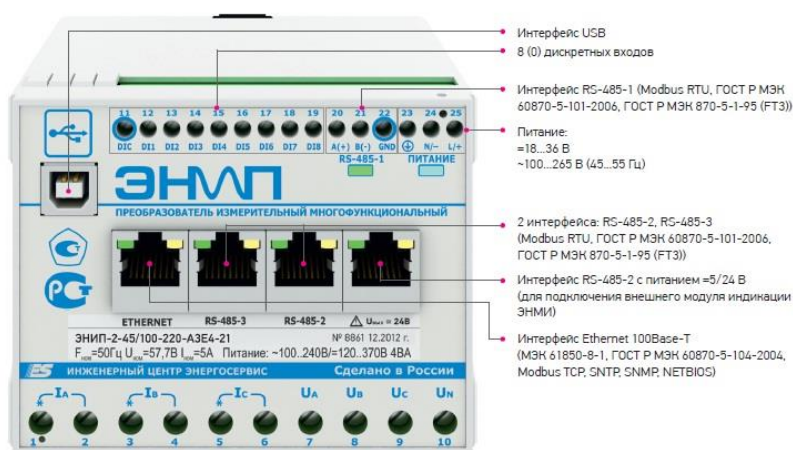 Интерфейс USB
8 (0) дискретных входов
Интерфейс RS-485-1 (Modbus RTU, ГОСТ Р МЭК
60870-5-101-2006, ГОСТ Р МЭК 870-5-1-95 (FT3))
Питание:
=18...36 В
~100...265 В (45...55 Гц)
2 интерфейса: RS-485-2, RS-485-3
(Modbus RTU, ГОСТ Р МЭК 60870-5-101-2006,
ГОСТ Р МЭК 870-5-1-95 (FT3))
Интерфейс RS-485-2 с питанием =5/24 В
(для подключения внешнего модуля индикации
ЭНМИ)
Интерфейс Ethernet 100Base-T
(МЭК 61850-8-1, ГОСТ Р МЭК 60870-5-104-2004,
Modbus TCP, SNTP, SNMP, NETBIOS)
11 12 13 14 15 16 17 18 19 20 21 22 23 24 25
DIC DI1 DI2 DI3 DI4 DI5 DI6 DI7 DI8 A(+) B(-) GND N/- L/+
RS-485-1 ПИТАНИЕ
ЭНИП
ПРЕОБРАЗОВАТЕЛЬ ИЗМЕРИТЕЛЬНЫЙ МНОГОФУНКЦИОНАЛЬНЫЙ
ETHERNET RS-485-3 RS-485-2 Uвых = 24В
ЭНИП-2-45/100-220-А3Е4-21 № 8861 12.2012 г.
Fном=50Гц Uном=57,7В Iном=5А Питание: ~100..240В/=120..370В 4ВА
ES ИНЖЕНЕРНЫЙ ЦЕНТР ЭНЕРГОСЕРВИС Сделано в России
IA IB IC UA UB UC UN
1 2 3 4 5 6 7 8 9 10